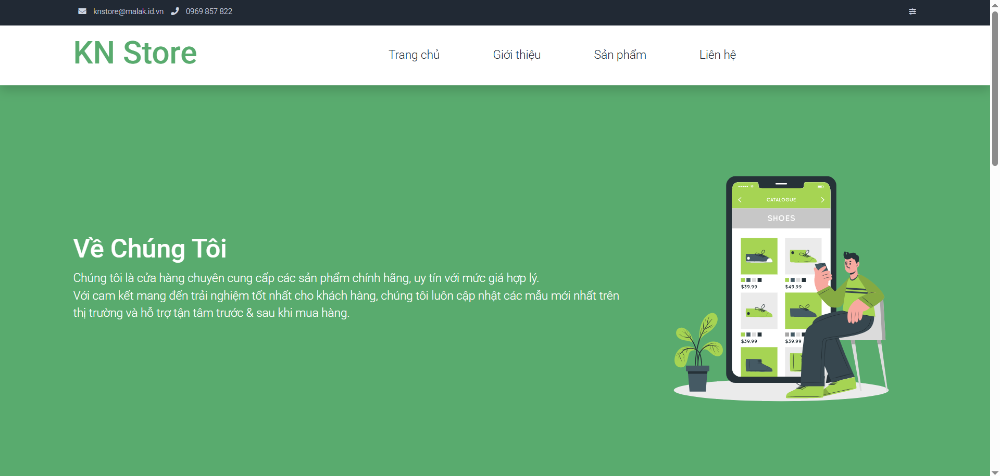 knstore@malak.id.vn 0969 857 822
KN Store
Trang chủ Giới thiệu Sản phẩm Liên hệ
Về Chúng Tôi
Chúng tôi là cửa hàng chuyên cung cấp các sản phẩm chính hãng, uy tín với mức giá hợp lý.
Với cam kết mang đến trải nghiệm tốt nhất cho khách hàng, chúng tôi luôn cập nhật các mẫu mới nhất trên
thị trường và hỗ trợ tận tâm trước & sau khi mua hàng.
CATALOGUE
SHOES
$39.99 $49.99
$39.99 $39.99